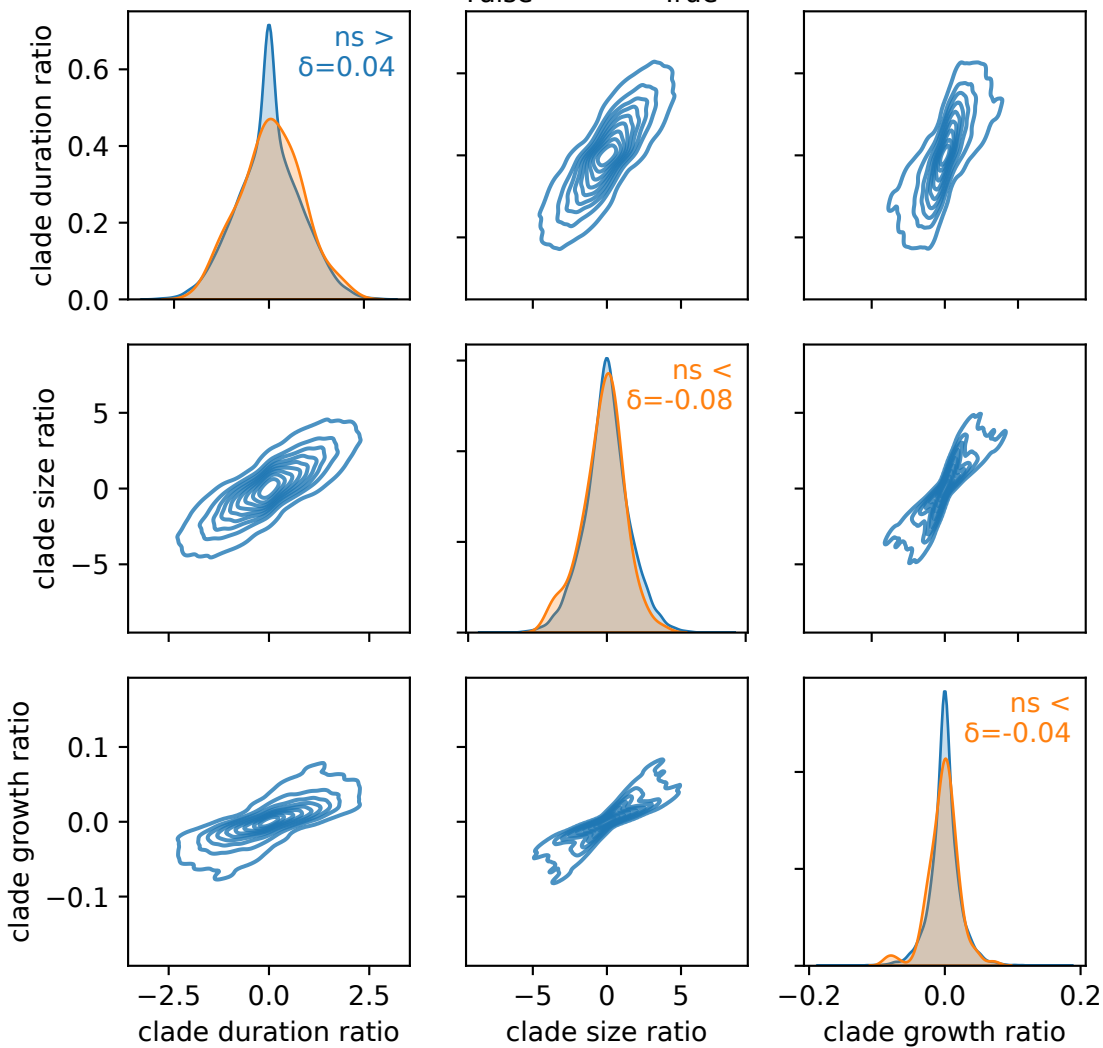 ns >
δ=0.04
clade duration ratio
0.6
0.4
0.2
0.0
ns <
δ=-0.08
clade size ratio
5
0
−5
ns <
δ=-0.04
clade growth ratio
0.1
0.0
−0.1
−2.5 0.0 2.5
−5 0 5
−0.2 0.0 0.2
clade duration ratio
clade size ratio
clade growth ratio